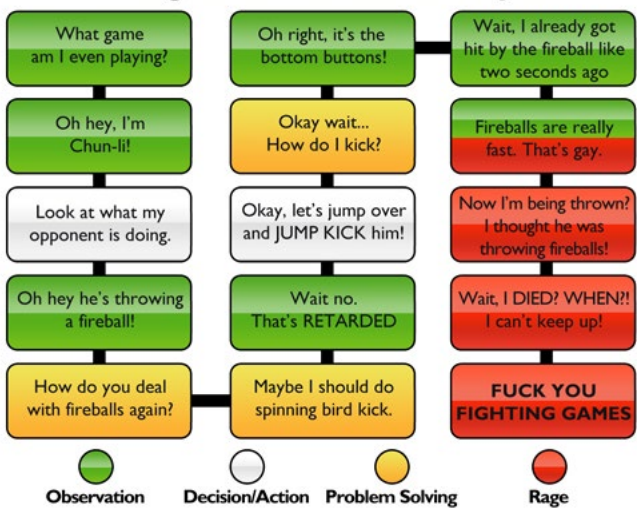 What game
am I even playing?
Oh hey, I'm
Chun-li!
Look at what my
opponent is doing.
Oh hey he's throwing
a fireball!
How do you deal
with fireballs again?
Maybe I should do
spinning bird kick.
Wait no.
That's RETARDED
Okay, let's jump over
and JUMP KICK him!
Okay wait...
How do I kick?
Oh right, it's the
bottom buttons!
Wait, I already got
hit by the fireball like
two seconds ago
Fireballs are really
fast. That's gay.
Now I'm being thrown?
I thought he was
throwing fireballs!
Wait, I DIED? WHEN?!
I can't keep up!
FUCK YOU
FIGHTING GAMES
Observation
Decision/Action
Problem Solving
Rage